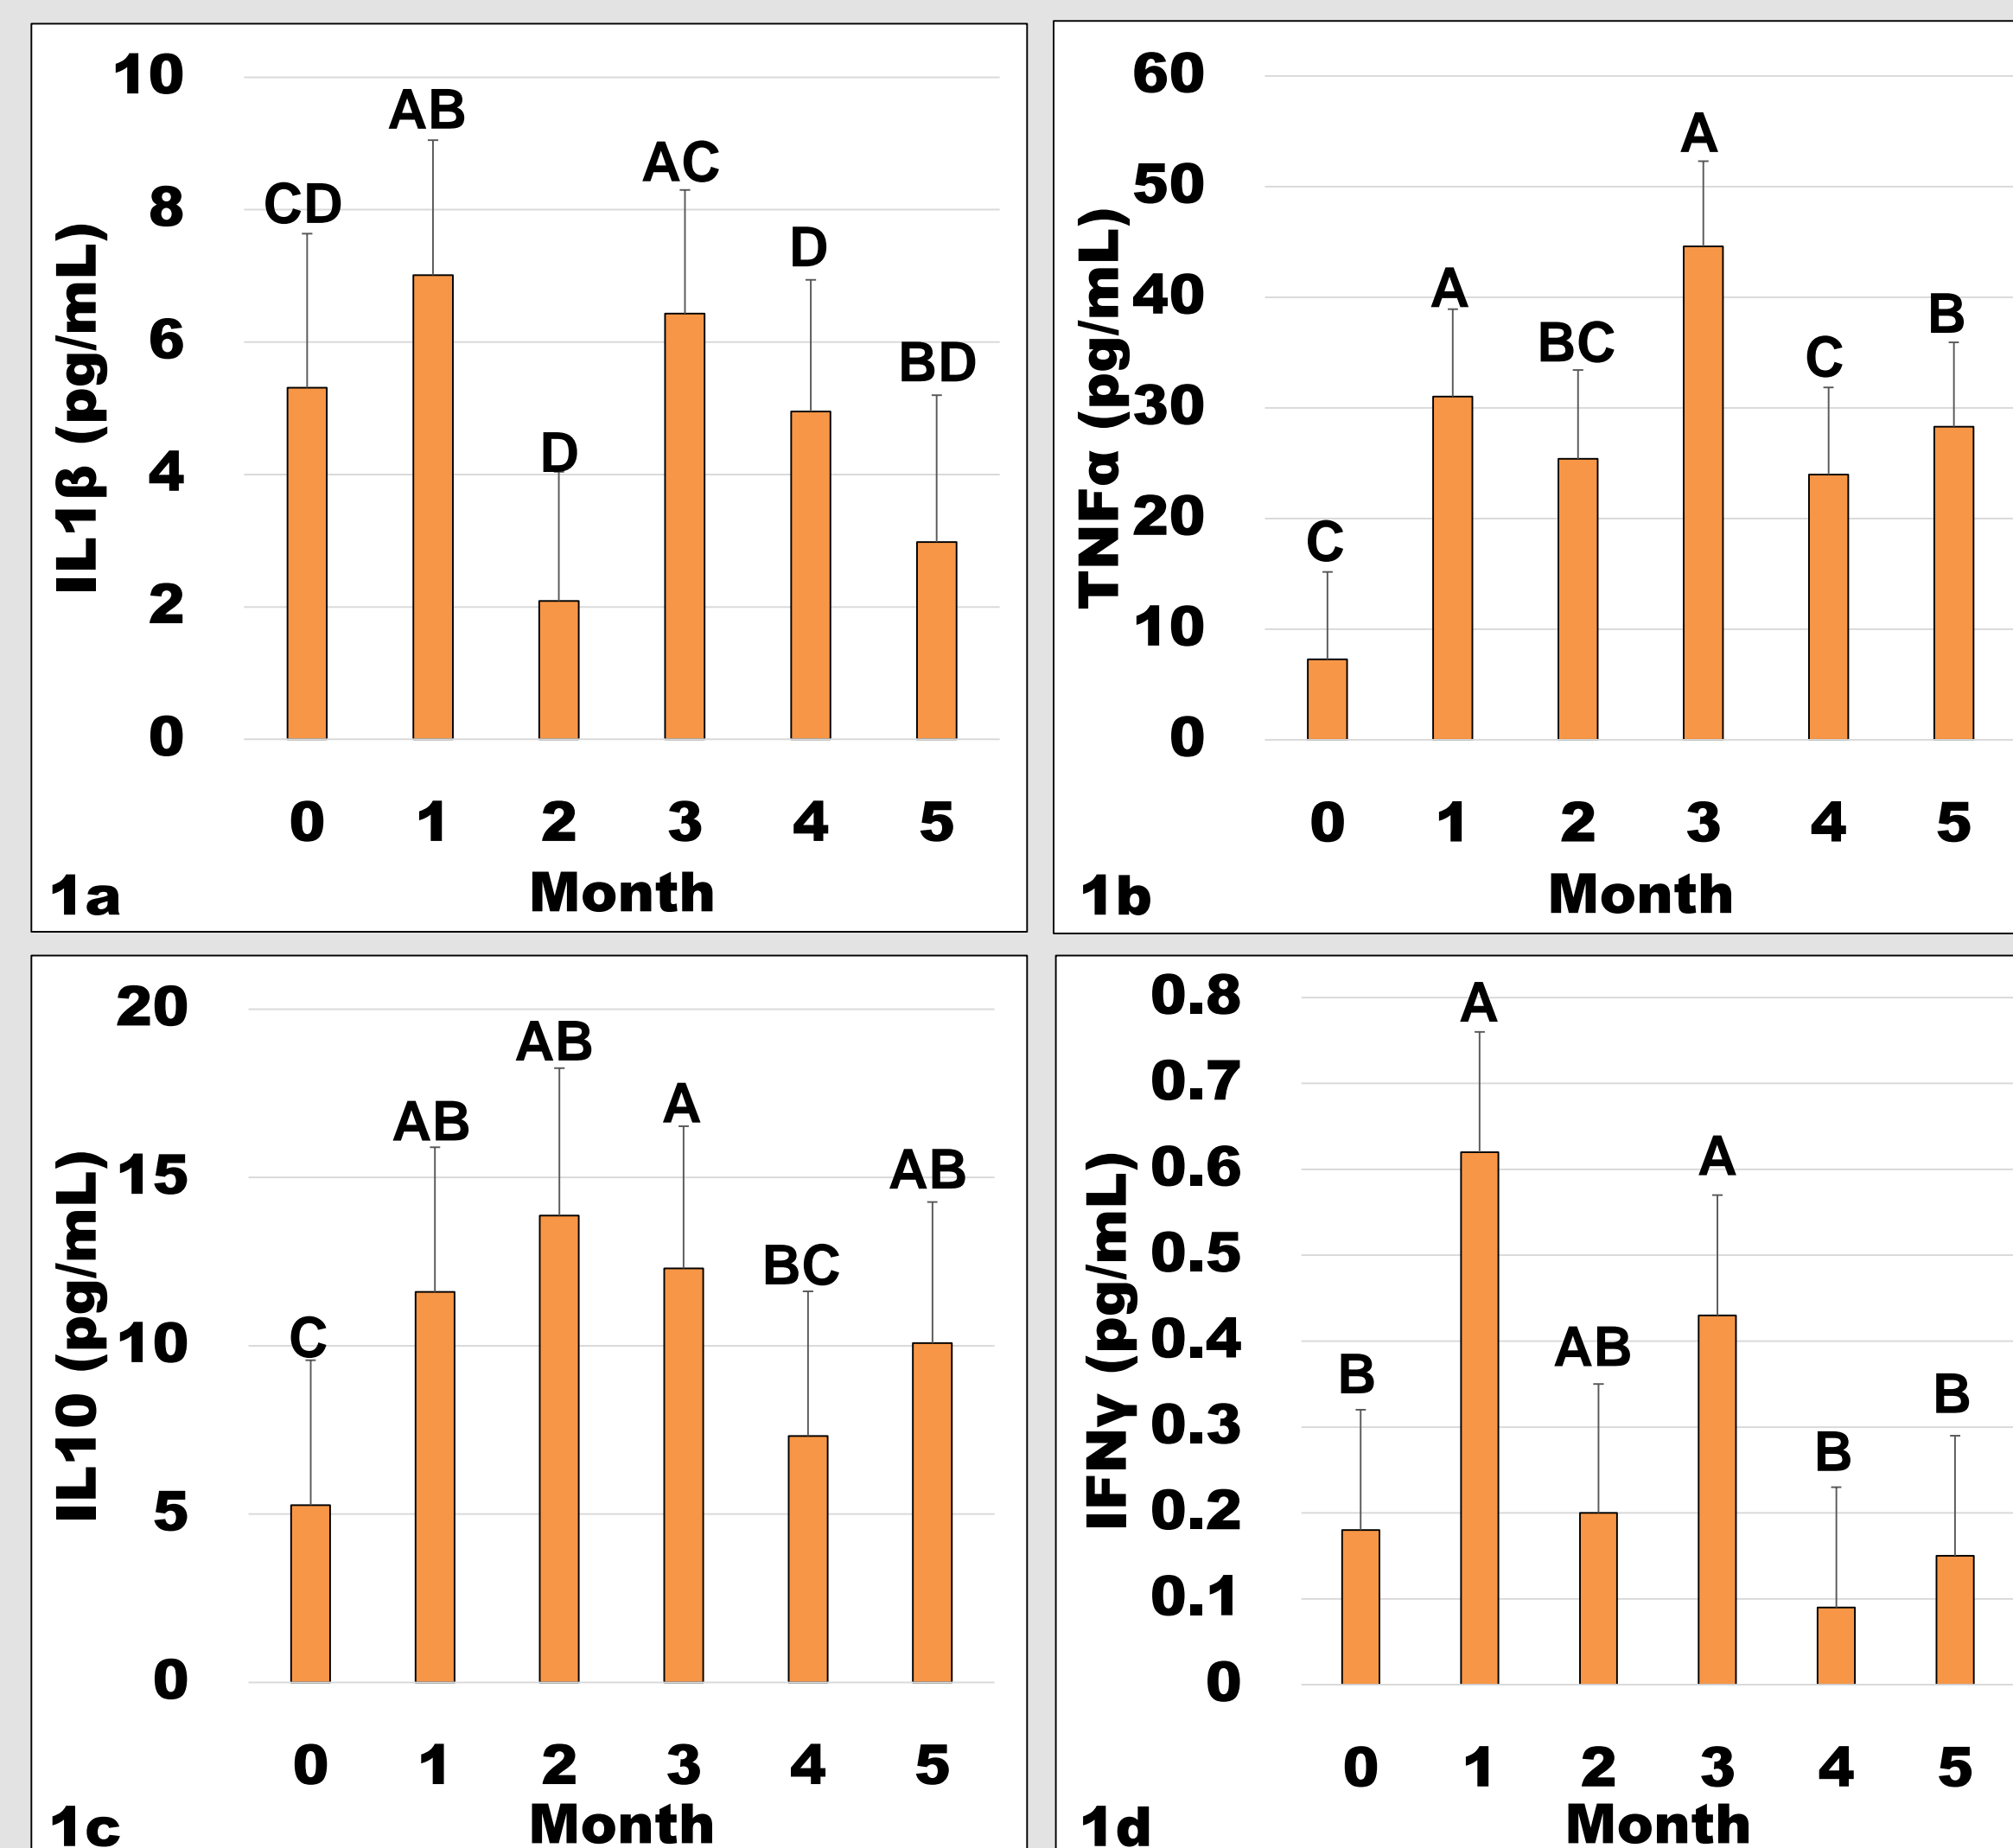 10
8
6
4
2
0
IL1β (pg/mL)
CD
AB
D
AC
D
BD
0 1 2 3 4 5
Month
1a
60
50
40
30
20
10
0
TNFα (pg/mL)
C
A
BC
A
C
B
0 1 2 3 4 5
Month
1b
20
15
10
5
0
IL10 (pg/mL)
C
AB
AB
A
BC
AB
0 1 2 3 4 5
Month
1c
0.8
0.7
0.6
0.5
0.4
0.3
0.2
0.1
0
IFNγ (pg/mL)
B
A
AB
A
B
B
0 1 2 3 4 5
Month
1d